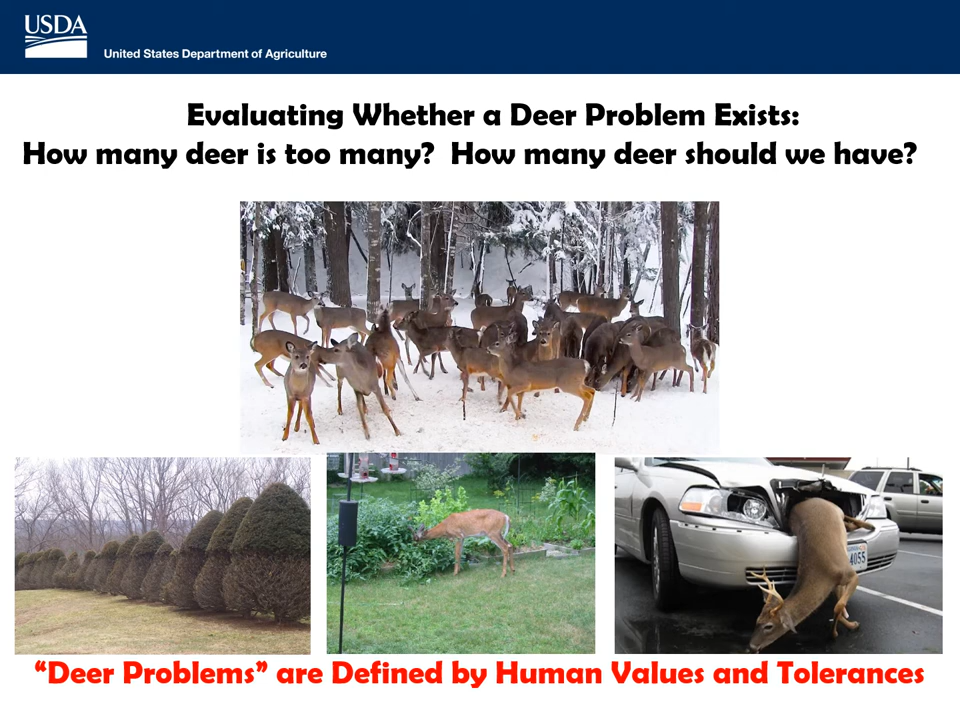 USDA
United States Department of Agriculture
Evaluating Whether a Deer Problem Exists:
How many deer is too many? How many deer should we have?
4055
“Deer Problems” are Defined by Human Values and Tolerances